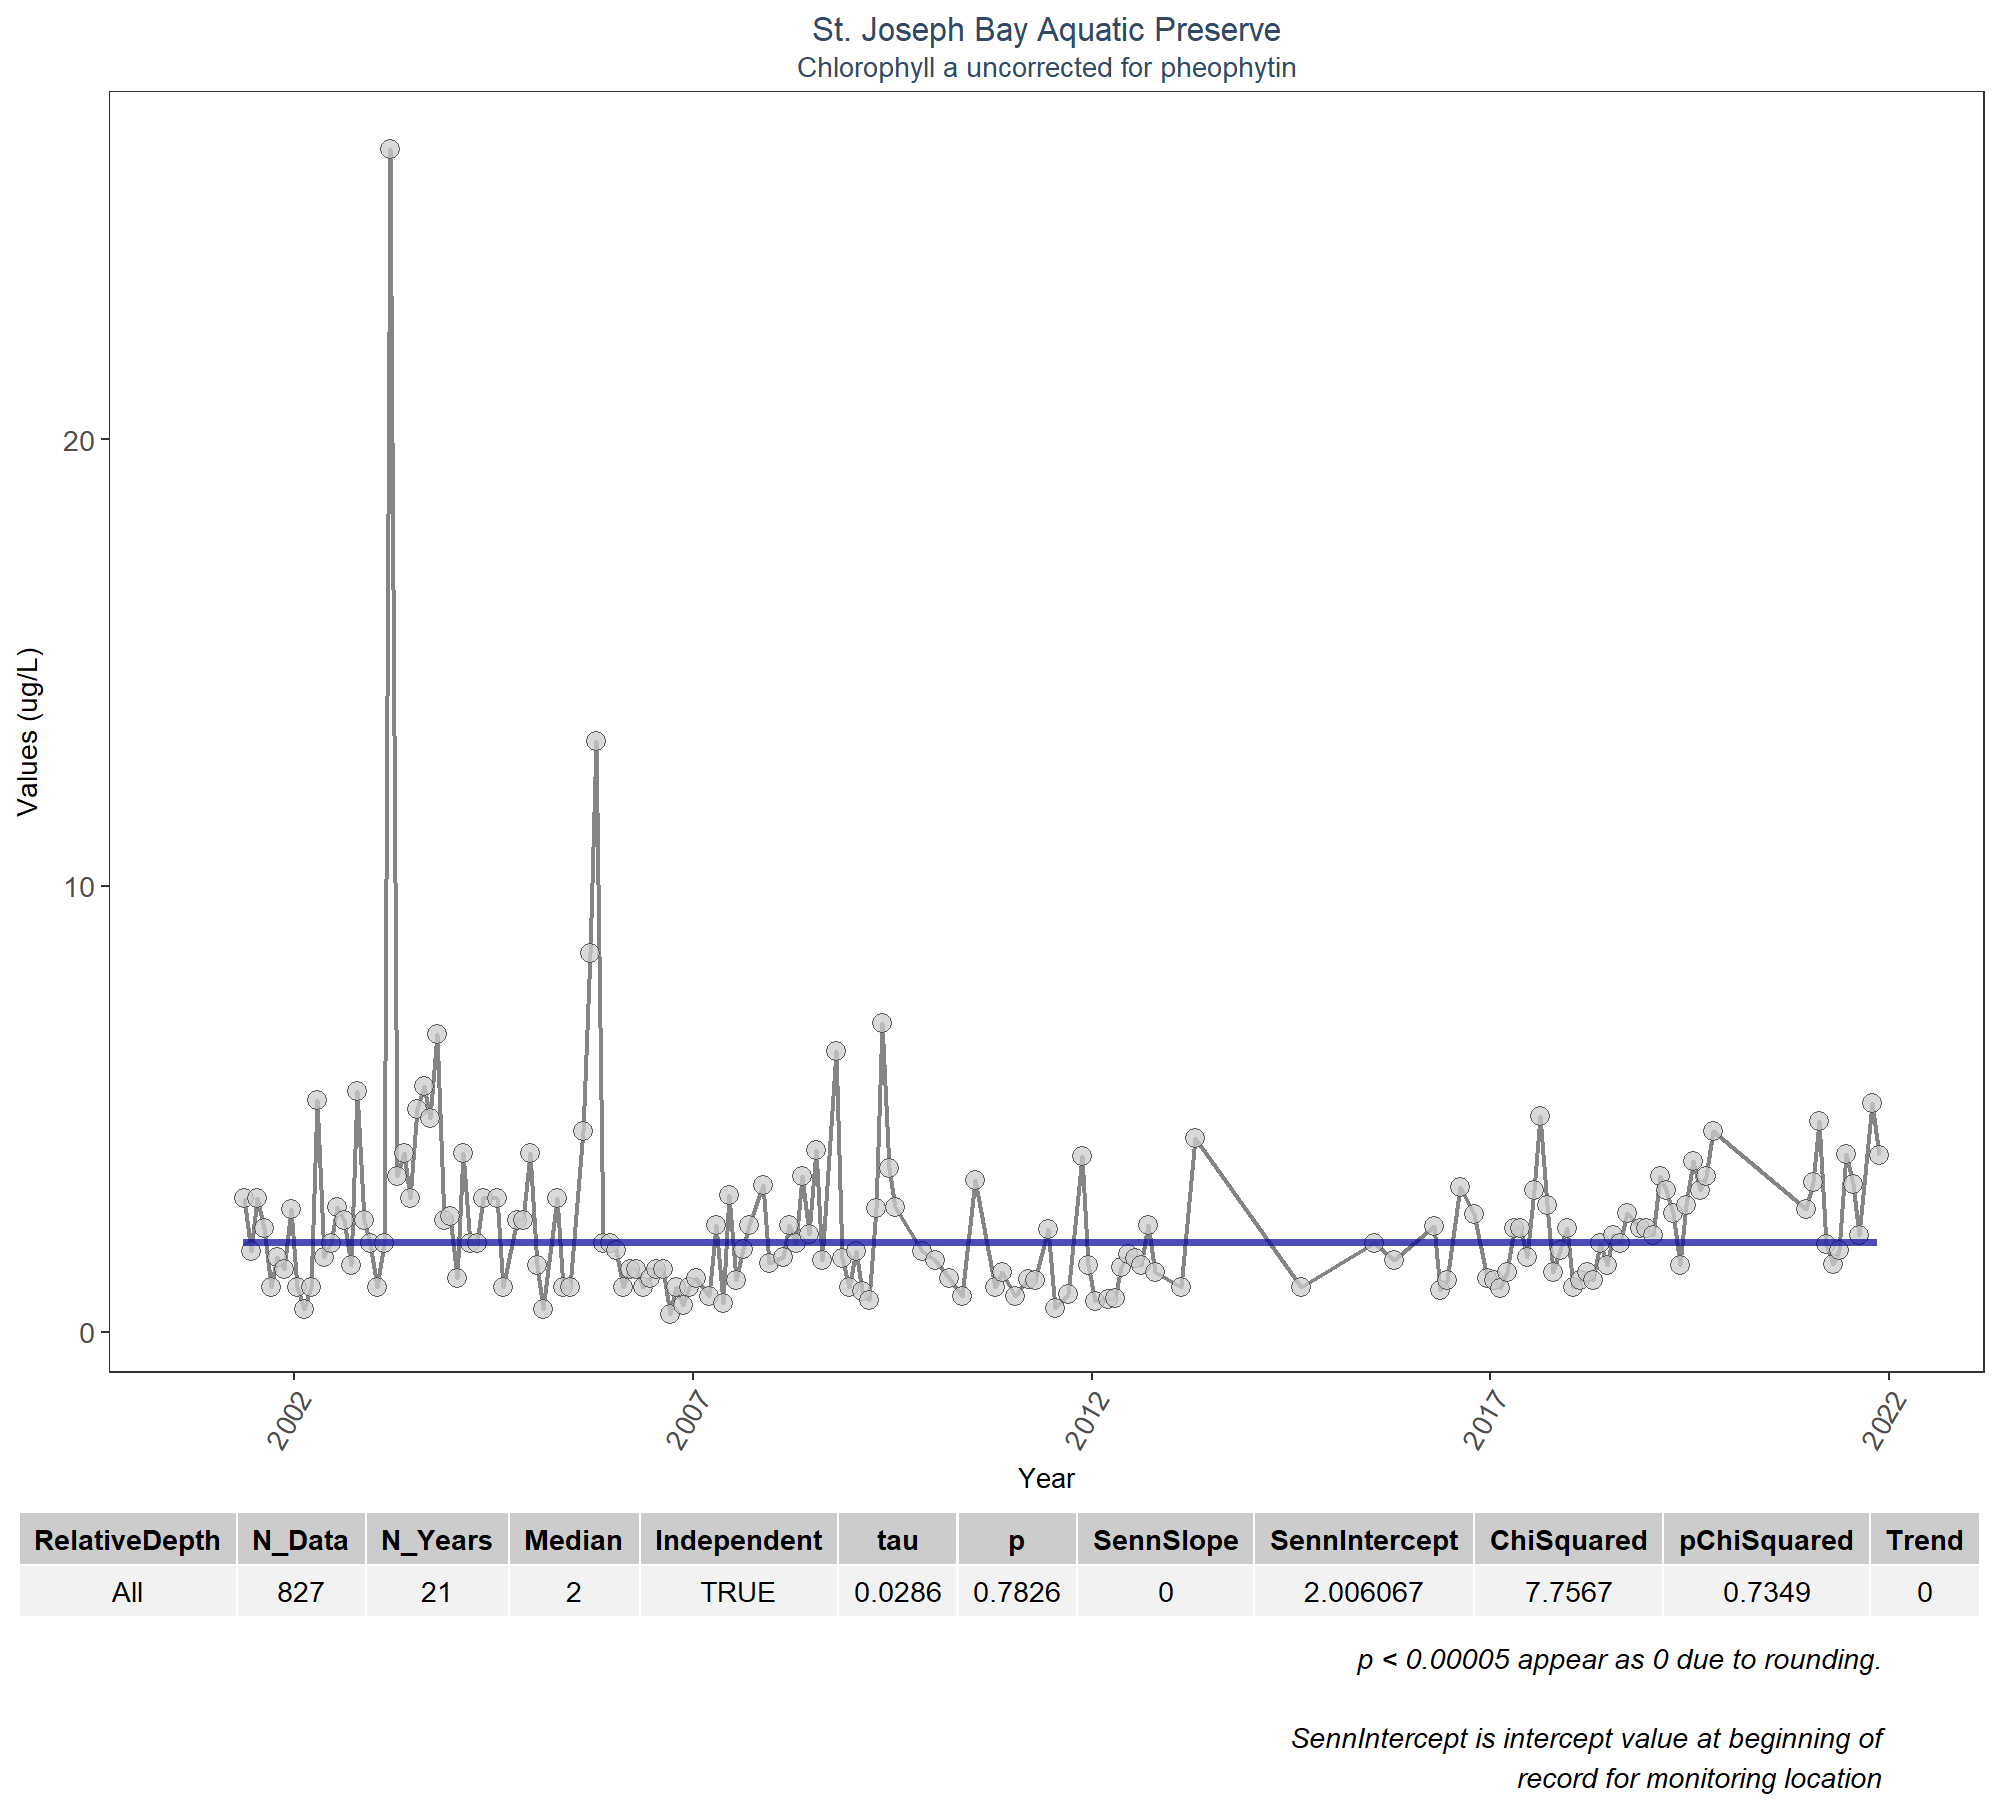 St. Joseph Bay Aquatic Preserve
Chlorophyll a uncorrected for pheophytin
Values (ug/L)
20
10
0
2002 2007 2012 2017 2022
Year
RelativeDepth N_Data N_Years Median Independent tau p SennSlope SennIntercept ChiSquared pChiSquared Trend
All 827 21 2 TRUE 0.0286 0.7826 0 2.006067 7.7567 0.7349 0
p < 0.00005 appear as 0 due to rounding.
SennIntercept is intercept value at beginning of
record for monitoring location